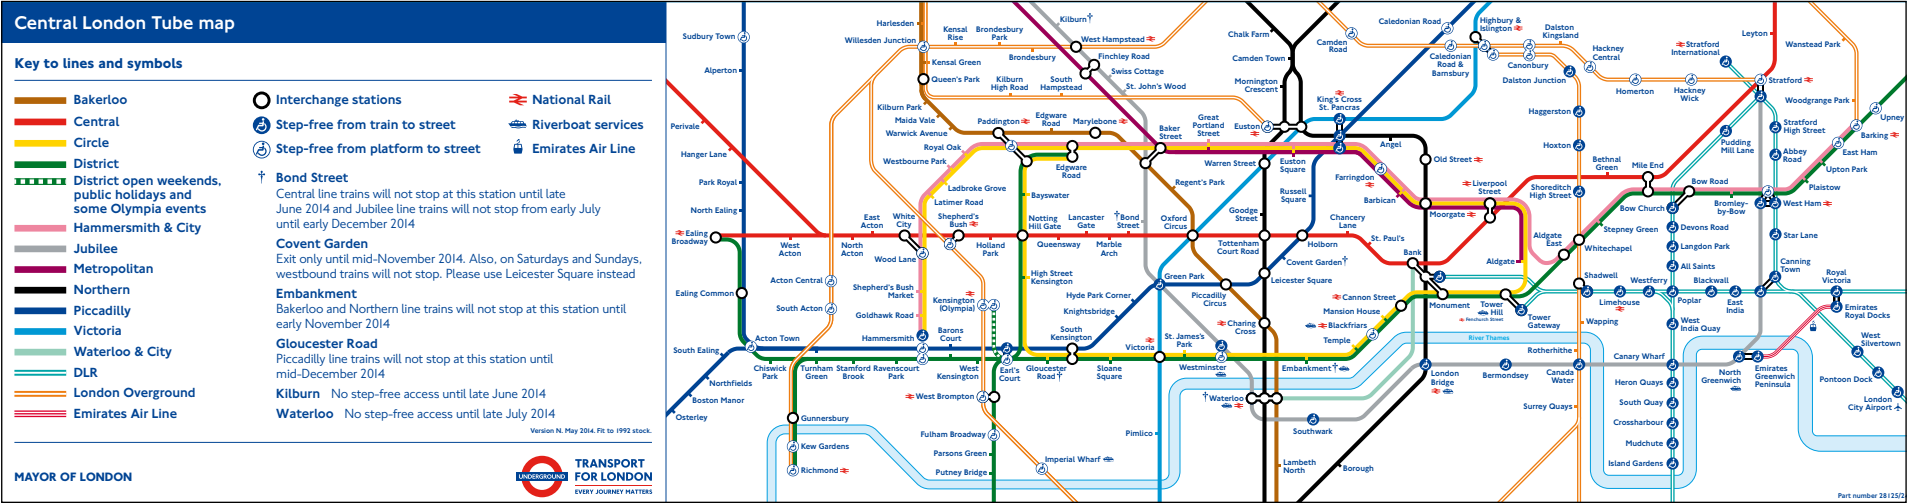 Central London Tube map
Key to lines and symbols
Bakerloo
Central
Circle
District
District open weekends,
public holidays and
some Olympia events
Hammersmith & City
Jubilee
Metropolitan
Northern
Piccadilly
Victoria
Waterloo & City
DLR
London Overground
Emirates Air Line
Interchange stations
Step-free from train to street
Step-free from platform to street
National Rail
Riverboat services
Emirates Air Line
† Bond Street
Central line trains will not stop at this station until late
June 2014 and Jubilee line trains will not stop from early July
until early December 2014
Covent Garden
Exit only until mid-November 2014. Also, on Saturdays and Sundays,
westbound trains will not stop. Please use Leicester Square instead
Embankment
Bakerloo and Northern line trains will not stop at this station until
early November 2014
Gloucester Road
Piccadilly line trains will not stop at this station until
mid-December 2014
Kilburn No step-free access until late June 2014
Waterloo No step-free access until late July 2014
Version N. May 2014. Fit to 1992 stock.
MAYOR OF LONDON
UNDERGROUND
TRANSPORT
FOR LONDON
EVERY JOURNEY MATTERS
Sudbury Town
Alperton
Perivale
Hanger Lane
Park Royal
North Ealing
Ealing
Broadway
Ealing Common
South Ealing
Northfields
Boston Manor
Osterley
Acton Town
Chiswick
Park
Turnham
Green
Stamford
Brook
Ravenscourt
Park
Gunnersbury
Kew Gardens
Richmond
West
Acton
North
Acton
East
Acton
White
City
Acton Central
South Acton
Harlesden
Willesden Junction
Kensal
Rise
Brondesbury
Park
Brondesbury
Kensal Green
Queen's Park
Kilburn
High Road
South
Hampstead
Kilburn Park
Maida Vale
Warwick Avenue
Royal Oak
Westbourne Park
Ladbroke Grove
Latimer Road
Shepherd's
Bush
Wood Lane
Shepherd's Bush
Market
Goldhawk Road
Hammersmith
Barons
Court
West
Kensington
Kensington
(Olympia)
Earl's
Court
West Brompton
Fulham Broadway
Parsons Green
Putney Bridge
Imperial Wharf
Kilburn†
West Hampstead
Finchley Road
Swiss Cottage
St. John's Wood
Paddington
Edgware
Road
Marylebone
Edgware
Road
Baker
Street
Great
Portland
Street
Bayswater
Notting
Hill Gate
Holland
Park
Queensway
Lancaster
Gate
Marble
Arch
†Bond
Street
Oxford
Circus
High Street
Kensington
Hyde Park Corner
Knightsbridge
South
Kensington
Gloucester
Road†
Sloane
Square
Victoria
Pimlico
St. James's
Park
Westminster
Green Park
Piccadilly
Circus
Charing
Cross
Regent's Park
Warren Street
Goodge
Street
Tottenham
Court Road
Leicester Square
Covent Garden†
Holborn
Chancery
Lane
St. Paul's
Russell
Square
Euston
Square
Euston
Mornington
Crescent
Camden Town
Chalk Farm
Camden
Road
King's Cross
St. Pancras
Caledonian Road
Caledonian
Road &
Barnsbury
Highbury &
Islington
Canonbury
Dalston
Kingsland
Dalston Junction
Hackney
Central
Homerton
Hackney
Wick
Haggerston
Hoxton
Shoreditch
High Street
Angel
Old Street
Farringdon
Barbican
Moorgate
Liverpool
Street
Bethnal
Green
Mile End
Stepney Green
Whitechapel
Aldgate
East
Aldgate
Bank
Monument
Cannon Street
Mansion House
Blackfriars
Temple
Embankment†
†Waterloo
Southwark
Lambeth
North
Borough
London
Bridge
Bermondsey
Canada
Water
Surrey Quays
Rotherhithe
Wapping
Shadwell
Tower
Hill
Fenchurch Street
Tower
Gateway
River Thames
Limehouse
Westferry
Poplar
Blackwall
East
India
Canning
Town
Royal
Victoria
Emirates
Royal Docks
West
Silvertown
Pontoon Dock
London
City Airport
Emirates
Greenwich
Peninsula
North
Greenwich
Canary Wharf
West
India Quay
Heron Quays
South Quay
Crossharbour
Mudchute
Island Gardens
All Saints
Langdon Park
Devons Road
Bow Church
Bow Road
Bromley-
by-Bow
West Ham
Star Lane
Plaistow
Upton Park
East Ham
Barking
Upney
Abbey
Road
Stratford
High Street
Pudding
Mill Lane
Stratford
Stratford
International
Leyton
Wanstead Park
Woodgrange Park
Part number 28125/2